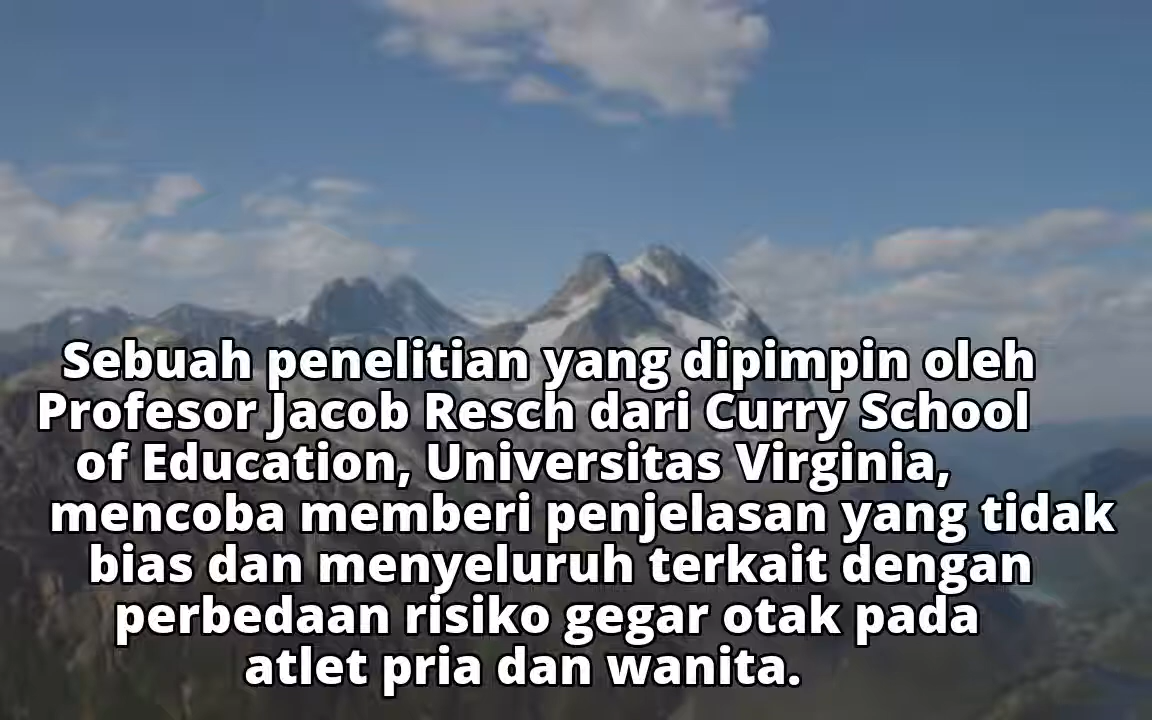 Sebuah penelitian yang dipimpin oleh
Profesor Jacob Resch dari Curry School
of Education, Universitas Virginia,
mencoba memberi penjelasan yang tidak
bias dan menyeluruh terkait dengan
perbedaan risiko gegar otak pada
atlet pria dan wanita.